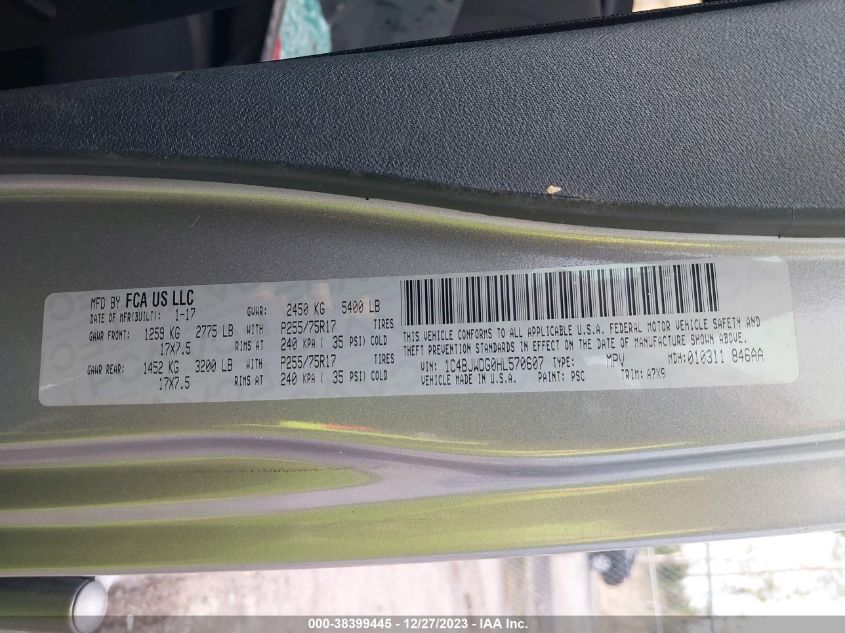 MFD BY FCA US LLC
DATE OF MFR(BUILT): 1-17 GVWR: 2450 KG 5400 LB
GAWR FRONT: 1259 KG 2775 LB WITH P255/75R17 TIRES
17X7.5 RIMS AT 240 KPA ( 35 PSI) COLD
GAWR REAR: 1452 KG 3200 LB WITH P255/75R17 TIRES
17X7.5 RIMS AT 240 KPA ( 35 PSI) COLD
THIS VEHICLE CONFORMS TO ALL APPLICABLE U.S.A. FEDERAL MOTOR VEHICLE SAFETY AND
THEFT PREVENTION STANDARDS IN EFFECT ON THE DATE OF MANUFACTURE SHOWN ABOVE.
VIN: 1C4BJWDG0HL570607 TYPE: MPV MDH: 010311 846AA
VEHICLE MADE IN U.S.A. PAINT: PSC TRIM: A7X9
000-38399445 - 12/27/2023 - IAA Inc.